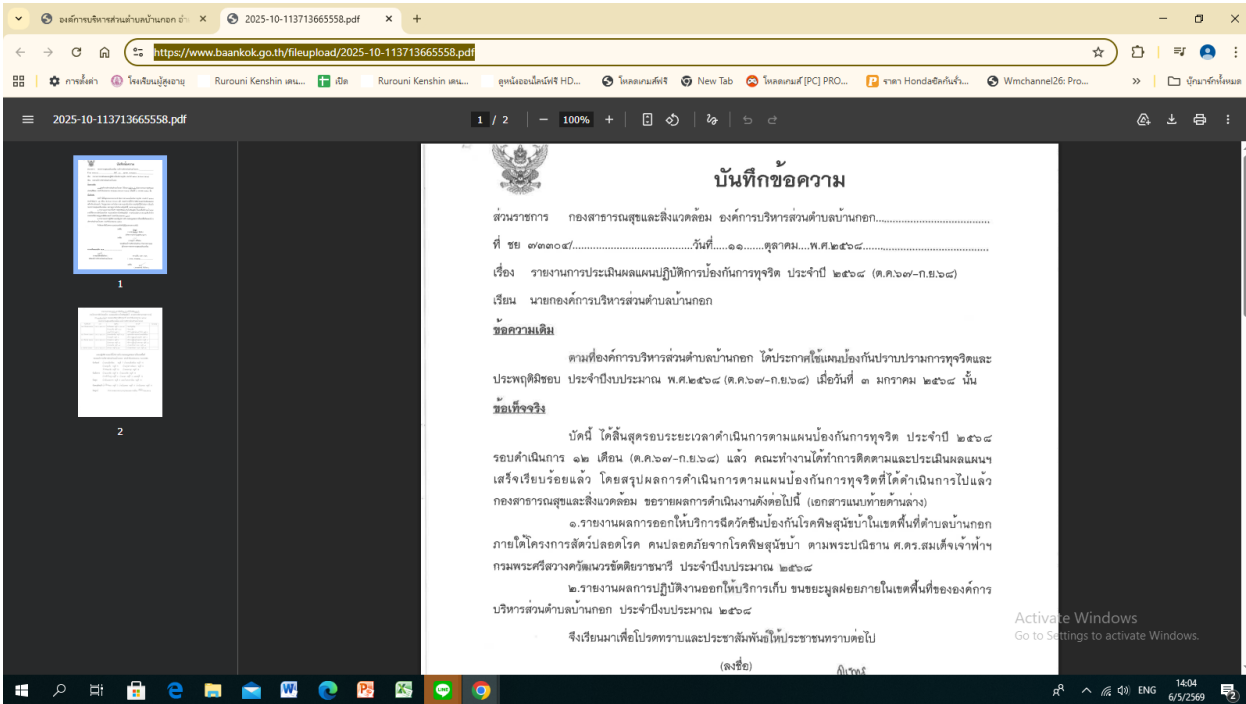 องค์การบริหารส่วนตำบลบ้านกอก อำ
2025-10-113713665558.pdf
https://www.baankok.go.th/fileupload/2025-10-113713665558.pdf
การตั้งค่า
โรงเรียนผู้สูงอายุ
Rurouni Kenshin เคน...
เปิด
Rurouni Kenshin เคน...
ดูหนังออนไลน์ฟรี HD...
โหลดเกมส์ฟรี
New Tab
โหลดเกมส์ [PC] PRO...
ราคา Hondaซิลค์นรั่ว...
Wmchannel26: Pro...
บุ๊กมาร์กทั้งหมด
2025-10-113713665558.pdf
1 / 2
100%
1
2
บันทึกข้อความ
ส่วนราชการ กองสาธารณสุขและสิ่งแวดล้อม องค์การบริหารส่วนตำบลบ้านกอก
ที่ ชย ๗๓๓๐๔/ วันที่ ๑๑ ตุลาคม พ.ศ.๒๕๖๘
เรื่อง รายงานการประเมินผลแผนปฏิบัติการป้องกันการทุจริต ประจำปี ๒๕๖๘ (ต.ค.๖๗-ก.ย.๖๘)
เรียน นายกองค์การบริหารส่วนตำบลบ้านกอก
ข้อความเดิม
ตามที่องค์การบริหารส่วนตำบลบ้านกอก ได้ประกาศใช้แผนป้องกันปราบปรามการทุจริตและ
ประพฤติมิชอบ ประจำปีงบประมาณ พ.ศ.๒๕๖๘ (ต.ค.๖๗-ก.ย.๖๘) เมื่อวันที่ ๓ มกราคม ๒๕๖๘ นั้น
ข้อเท็จจริง
บัดนี้ ได้สิ้นสุดรอบระยะเวลาดำเนินการตามแผนป้องกันการทุจริต ประจำปี ๒๕๖๘
รอบดำเนินการ ๑๒ เดือน (ต.ค.๖๗-ก.ย.๖๘) แล้ว คณะทำงานได้ทำการติดตามและประเมินผลแผนฯ
เสร็จเรียบร้อยแล้ว โดยสรุปผลการดำเนินการตามแผนป้องกันการทุจริตที่ได้ดำเนินการไปแล้ว
กองสาธารณสุขและสิ่งแวดล้อม ขอรายผลการดำเนินงานดังต่อไปนี้ (เอกสารแนบท้ายด้านล่าง)
๑.รายงานผลการออกให้บริการฉีดวัคซีนป้องกันโรคพิษสุนัขบ้าในเขตพื้นที่ตำบลบ้านกอก
ภายใต้โครงการสัตว์ปลอดโรค คนปลอดภัยจากโรคพิษสุนัขบ้า ตามพระปณิธาน ศ.ดร.สมเด็จเจ้าฟ้าฯ
กรมพระศรีสวางควัฒนวรขัตติยราชนารี ประจำปีงบประมาณ ๒๕๖๘
๒.รายงานผลการปฏิบัติงานออกให้บริการเก็บ ขนขยะมูลฝอยภายในเขตพื้นที่ขององค์การ
บริหารส่วนตำบลบ้านกอก ประจำปีงบประมาณ ๒๕๖๘
จึงเรียนมาเพื่อโปรดทราบและประชาสัมพันธ์ให้ประชาชนทราบต่อไป
(ลงชื่อ)
Activate Windows
Go to Settings to activate Windows.
ENG
14:04
6/5/2569
2